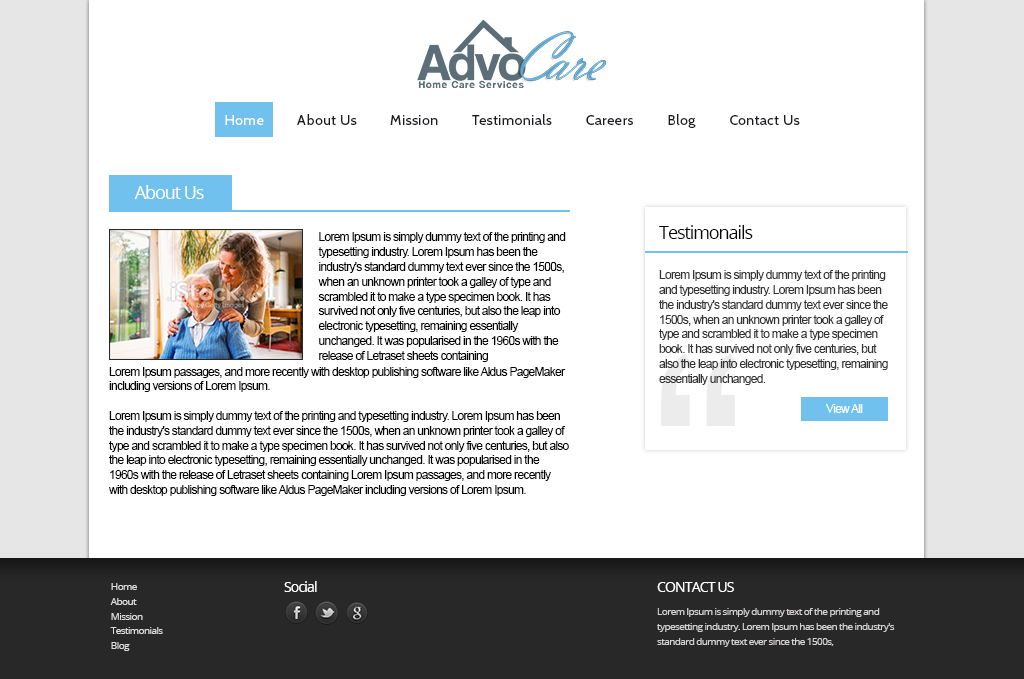 AdvoCare
Home Care Services
Home About Us Mission Testimonials Careers Blog Contact Us
About Us
iStock
Lorem Ipsum is simply dummy text of the printing and
typesetting industry. Lorem Ipsum has been the
industry's standard dummy text ever since the 1500s,
when an unknown printer took a galley of type and
scrambled it to make a type specimen book. It has
survived not only five centuries, but also the leap into
electronic typesetting, remaining essentially
unchanged. It was popularised in the 1960s with the
release of Letraset sheets containing
Lorem Ipsum passages, and more recently with desktop publishing software like Aldus PageMaker
including versions of Lorem Ipsum.
Lorem Ipsum is simply dummy text of the printing and typesetting industry. Lorem Ipsum has been
the industry's standard dummy text ever since the 1500s, when an unknown printer took a galley of
type and scrambled it to make a type specimen book. It has survived not only five centuries, but also
the leap into electronic typesetting, remaining essentially unchanged. It was popularised in the
1960s with the release of Letraset sheets containing Lorem Ipsum passages, and more recently
with desktop publishing software like Aldus PageMaker including versions of Lorem Ipsum.
Testimonails
Lorem Ipsum is simply dummy text of the printing
and typesetting industry. Lorem Ipsum has been
the industry's standard dummy text ever since the
1500s, when an unknown printer took a galley of
type and scrambled it to make a type specimen
book. It has survived not only five centuries, but
also the leap into electronic typesetting, remaining
essentially unchanged.
View All
Home
About
Mission
Testimonials
Blog
Social
f
g
CONTACT US
Lorem Ipsum is simply dummy text of the printing and
typesetting industry. Lorem Ipsum has been the industry's
standard dummy text ever since the 1500s,